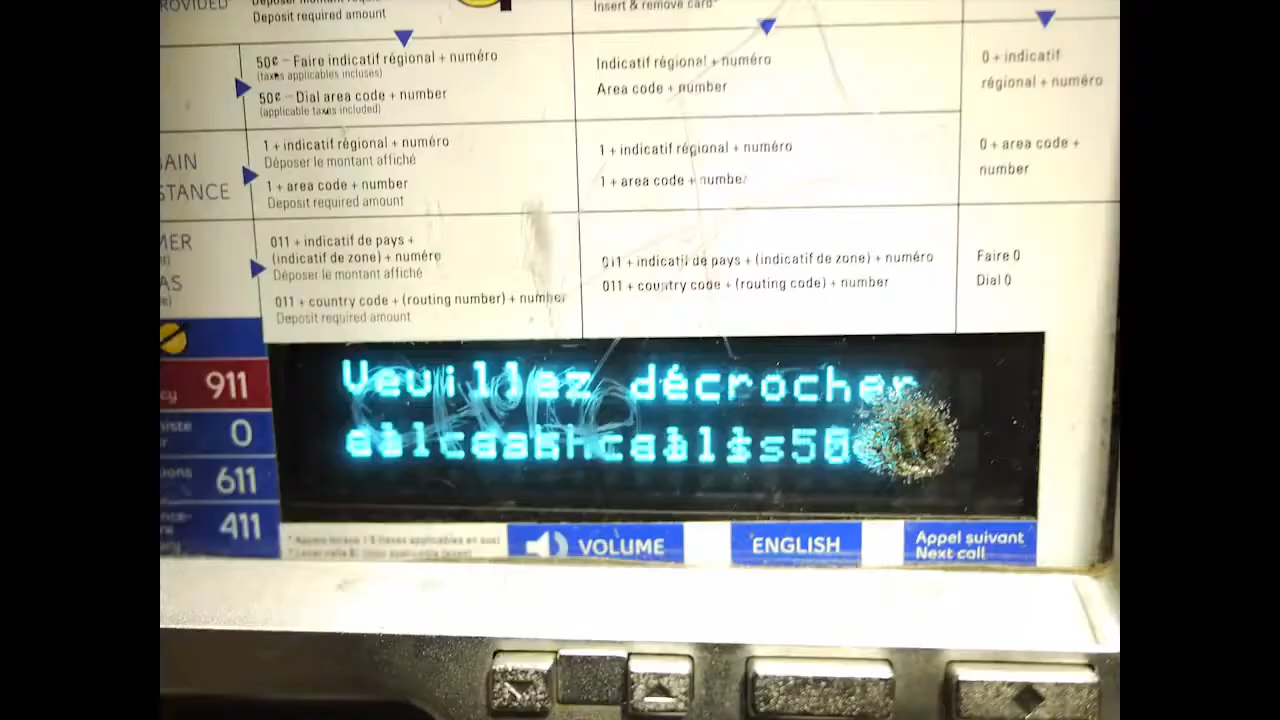 Deposit required amount
Insert & remove card*
50¢ – Faire indicatif régional + numéro
(taxes applicables incluses)
50¢ – Dial area code + number
(applicable taxes included)
Indicatif régional + numéro
Area code + number
0 + indicatif
régional + numéro
1 + indicatif régional + numéro
Déposer le montant affiché
1 + area code + number
Deposit required amount
1 + indicatif régional + numéro
1 + area code + number
0 + area code +
number
011 + indicatif de pays +
(indicatif de zone) + numéro
Déposer le montant affiché
011 + country code + (routing number) + number
Deposit required amount
011 + indicatif de pays + (indicatif de zone) + numéro
011 + country code + (routing code) + number
Faire 0
Dial 0
911
0
611
411
Veuillez décrocher
VOLUME
ENGLISH
Appel suivant
Next call